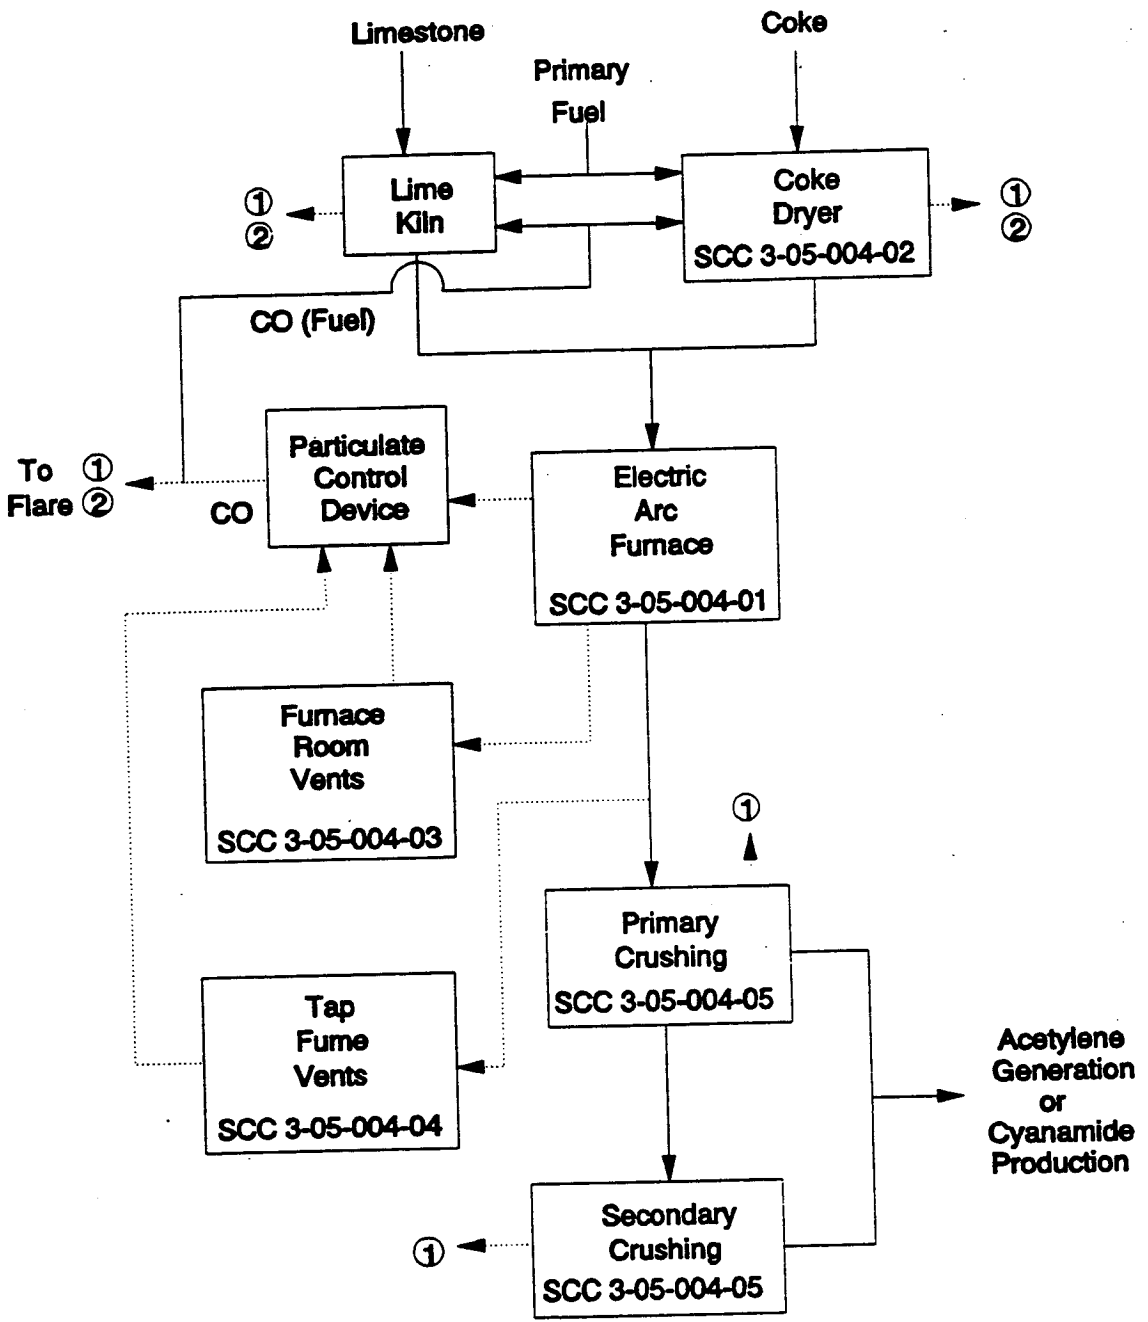 Limestone
Coke
Primary
Fuel
Lime
Kiln
①
②
Coke
Dryer
SCC 3-05-004-02
①
②
CO (Fuel)
To ①
Flare ②
CO
Particulate
Control
Device
Electric
Arc
Furnace
SCC 3-05-004-01
Furnace
Room
Vents
SCC 3-05-004-03
①
Primary
Crushing
SCC 3-05-004-05
Tap
Fume
Vents
SCC 3-05-004-04
Acetylene
Generation
or
Cyanamide
Production
①
Secondary
Crushing
SCC 3-05-004-05